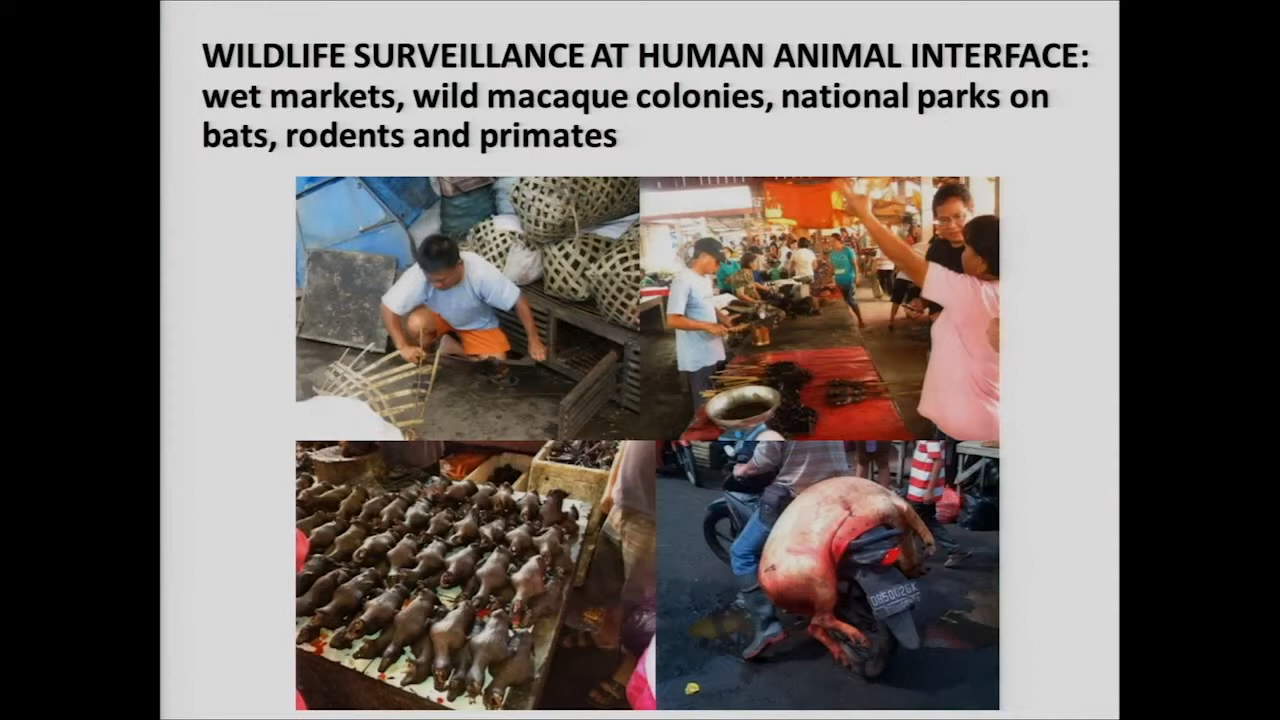 WILDLIFE SURVEILLANCE AT HUMAN ANIMAL INTERFACE:
wet markets, wild macaque colonies, national parks on
bats, rodents and primates